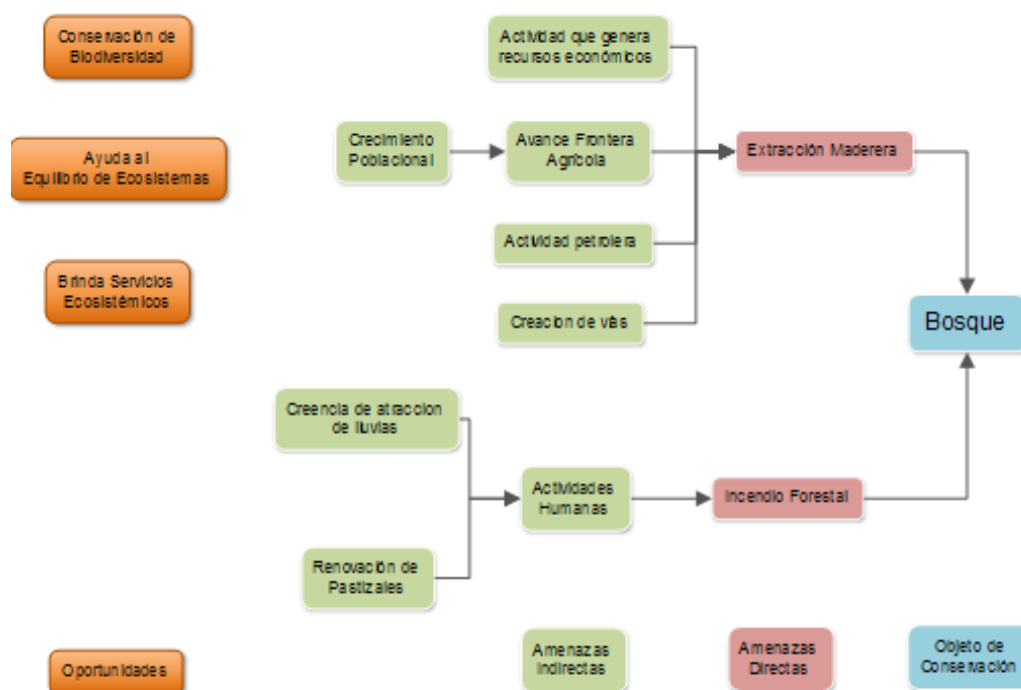 Conservación de
Biodiversidad
Actividad que genera
recursos económicos
Ayuda al
Equilibrio de Ecosistemas
Crecimiento
Poblacional
Avance Frontera
Agrícola
Extracción Maderera
Actividad petrolera
Brinda Servicios
Ecosistémicos
Creacion de vías
Bosque
Creencia de atraccion
de lluvias
Actividades
Humanas
Incendio Forestal
Renovación de
Pastizales
Oportunidades
Amenazas
Indirectas
Amenazas
Directas
Objeto de
Conservación